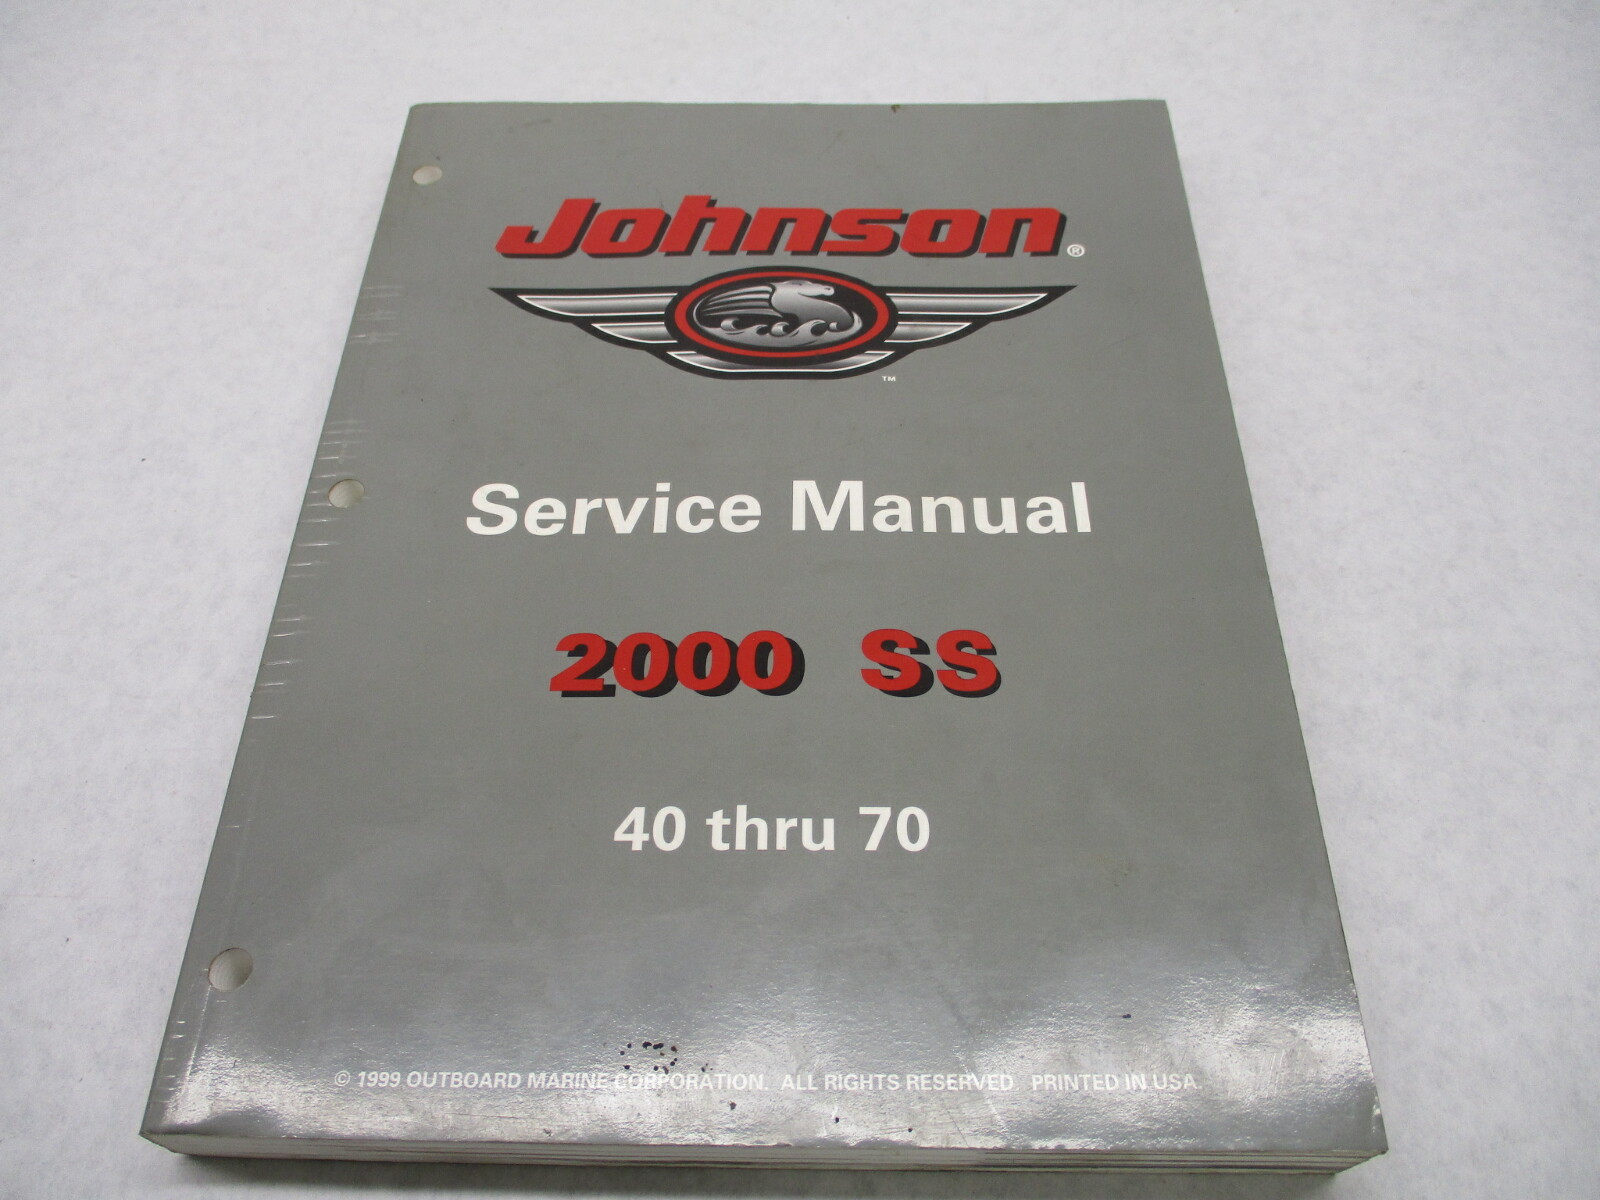 Johnson®
TM
Service Manual
2000 SS
40 thru 70
© 1999 OUTBOARD MARINE CORPORATION. ALL RIGHTS RESERVED. PRINTED IN USA.